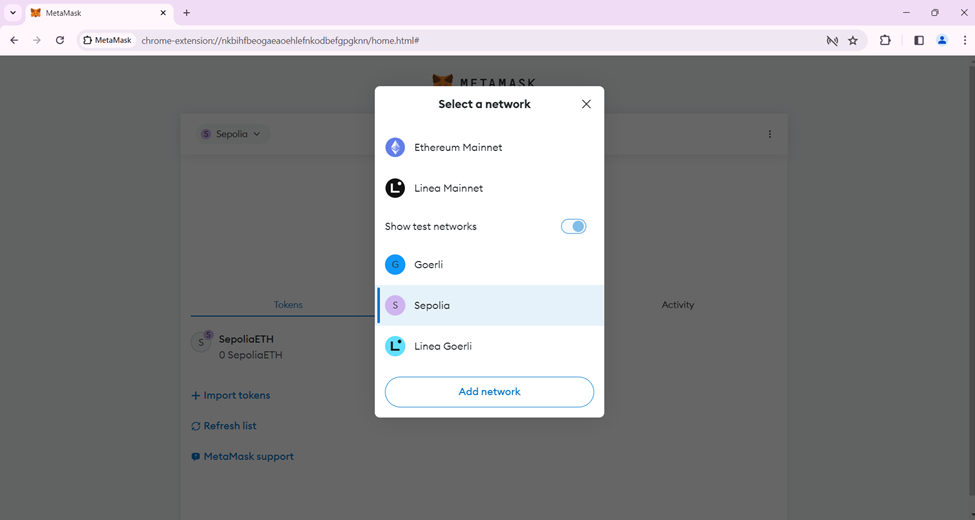 MetaMask
MetaMask
chrome-extension://nkbihfbeogaeaoehlefnkodbefgpgknn/home.html#
METAMASK
Select a network
S Sepolia
Ethereum Mainnet
L Linea Mainnet
Show test networks
G Goerli
Tokens
S Sepolia
Activity
S S SepoliaETH
0 SepoliaETH
L Linea Goerli
Add network
Import tokens
Refresh list
MetaMask support